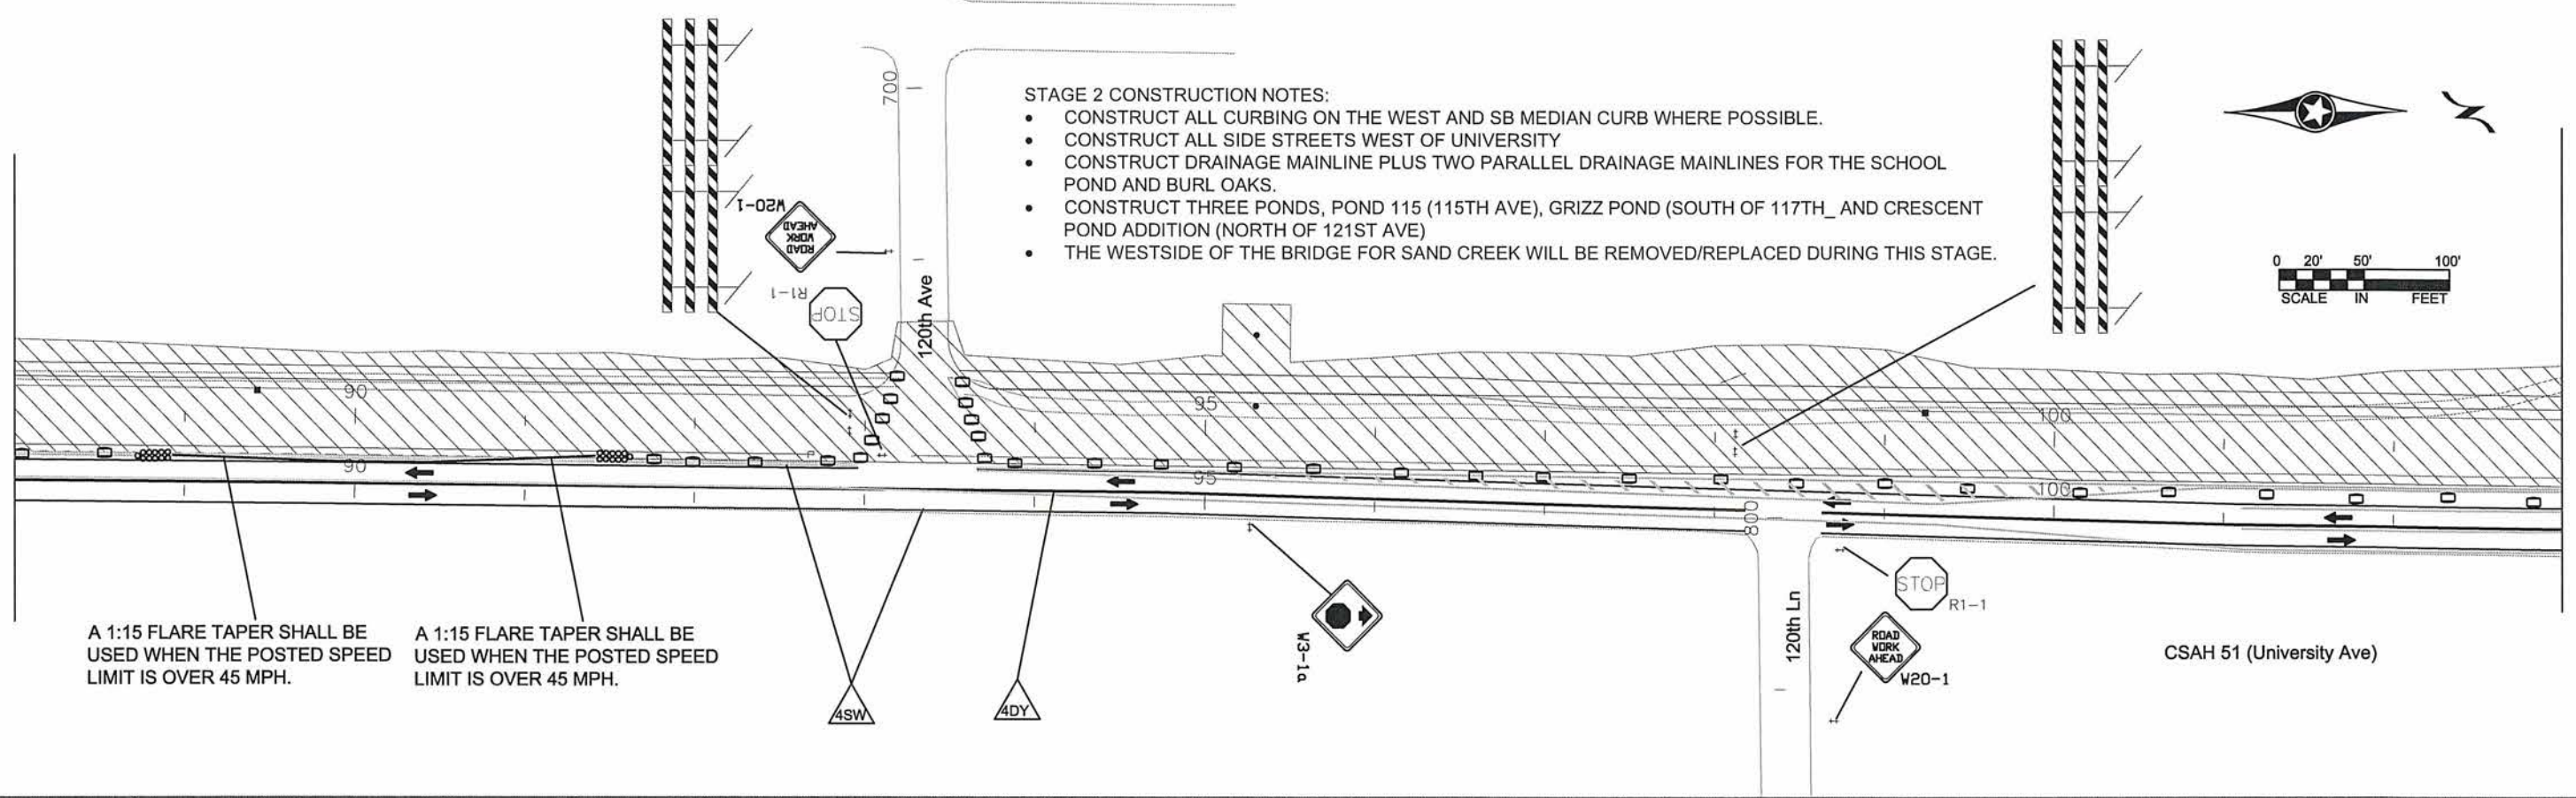 700
STAGE 2 CONSTRUCTION NOTES:
• CONSTRUCT ALL CURBING ON THE WEST AND SB MEDIAN CURB WHERE POSSIBLE.
• CONSTRUCT ALL SIDE STREETS WEST OF UNIVERSITY
• CONSTRUCT DRAINAGE MAINLINE PLUS TWO PARALLEL DRAINAGE MAINLINES FOR THE SCHOOL
POND AND BURL OAKS.
• CONSTRUCT THREE PONDS, POND 115 (115TH AVE), GRIZZ POND (SOUTH OF 117TH_ AND CRESCENT
POND ADDITION (NORTH OF 121ST AVE)
• THE WESTSIDE OF THE BRIDGE FOR SAND CREEK WILL BE REMOVED/REPLACED DURING THIS STAGE.
N
0 20' 50' 100'
SCALE IN FEET
W20-1
ROAD
WORK
AHEAD
R1-1
STOP
120th Ave
90
95
100
90
95
100
800
A 1:15 FLARE TAPER SHALL BE
USED WHEN THE POSTED SPEED
LIMIT IS OVER 45 MPH.
A 1:15 FLARE TAPER SHALL BE
USED WHEN THE POSTED SPEED
LIMIT IS OVER 45 MPH.
4SW
4DY
W3-1a
120th Ln
STOP
R1-1
ROAD
WORK
AHEAD
W20-1
CSAH 51 (University Ave)